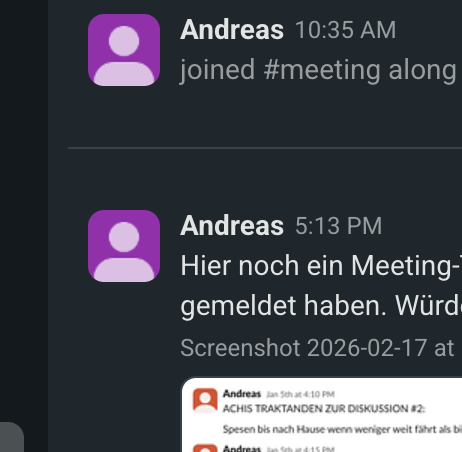 Andreas 10:35 AM
joined #meeting along
Andreas 5:13 PM
Hier noch ein Meeting-
gemeldet haben. Würd
Screenshot 2026-02-17 at
Andreas Jan 5th at 4:10 PM
ACHIS TRAKTANDEN ZUR DISKUSSION #2:
Spesen bis nach Hause wenn weniger weit fährt als bi
Andreas Jan 5th at 4:15 PM